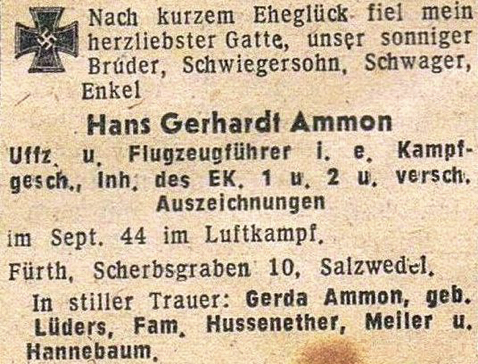 Nach kurzem Eheglück fiel mein
herzliebster Gatte, unser sonniger
Bruder, Schwiegersohn, Schwager,
Enkel
Hans Gerhardt Ammon
Uffz. u. Flugzeugführer i. e. Kampf-
gesch., Inh. des EK. 1 u. 2 u. versch.
Auszeichnungen
im Sept. 44 im Luftkampf.
Fürth, Scherbsgraben 10, Salzwedel.
In stiller Trauer: Gerda Ammon, geb.
Lüders, Fam. Hussenether, Meiler u.
Hannebaum.